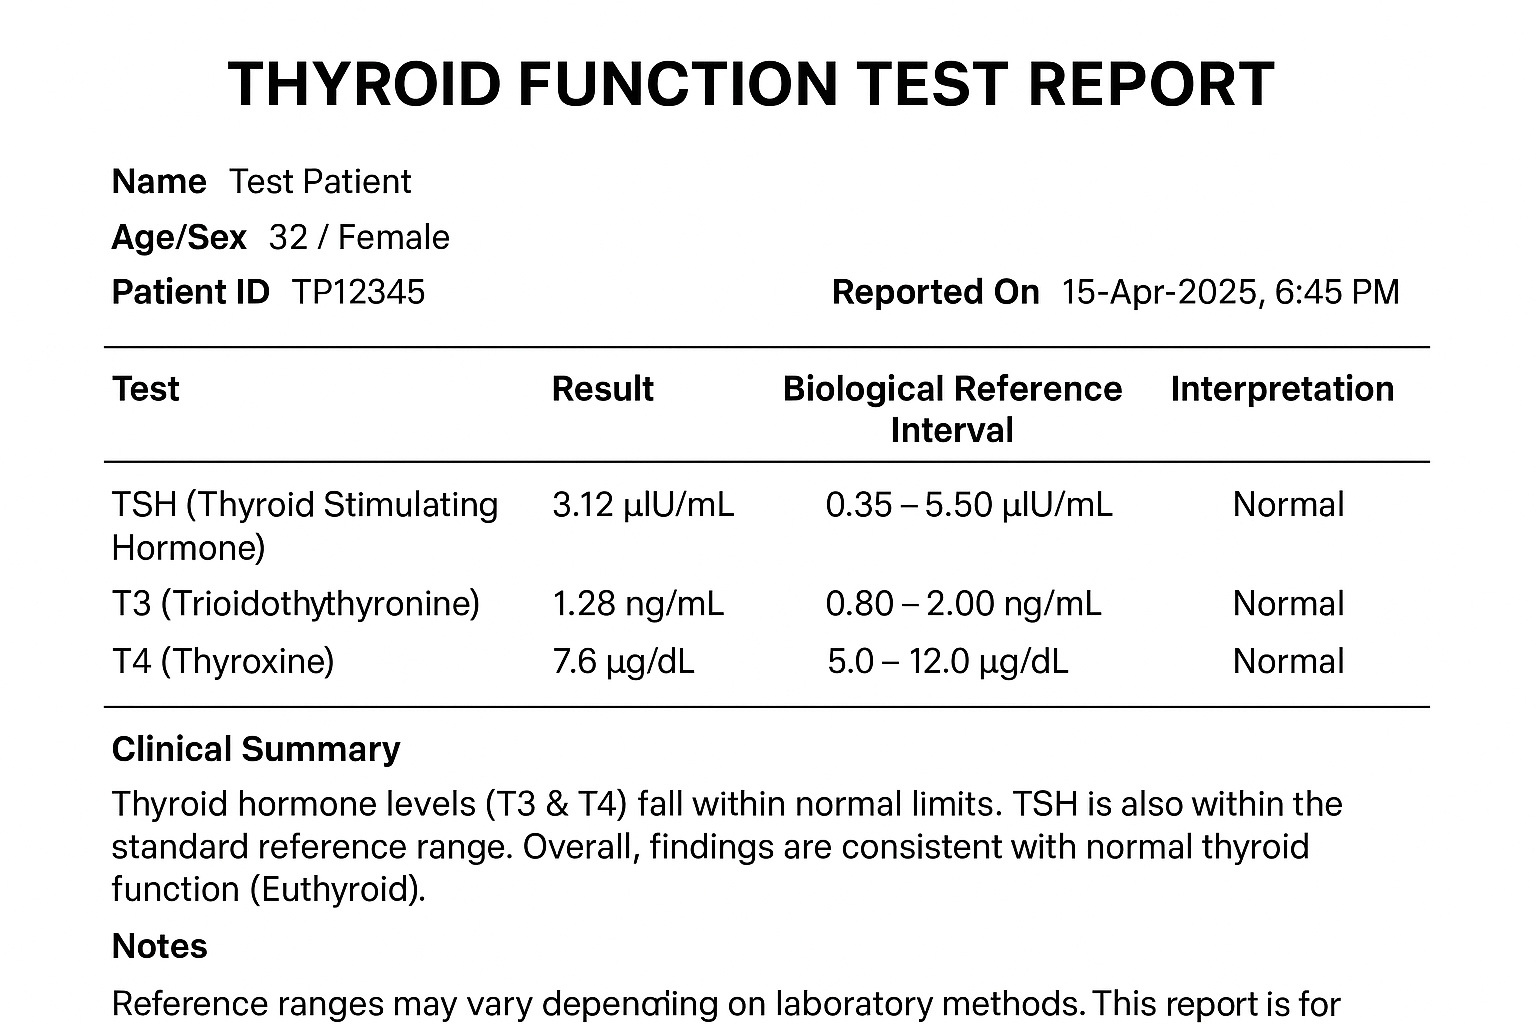 THYROID FUNCTION TEST REPORT
Name Test Patient
Age/Sex 32 / Female
Patient ID TP12345 Reported On 15-Apr-2025, 6:45 PM
Test Result Biological Reference Interval Interpretation
TSH (Thyroid Stimulating Hormone) 3.12 µIU/mL 0.35 – 5.50 µIU/mL Normal
T3 (Trioidothythyronine) 1.28 ng/mL 0.80 – 2.00 ng/mL Normal
T4 (Thyroxine) 7.6 µg/dL 5.0 – 12.0 µg/dL Normal
Clinical Summary
Thyroid hormone levels (T3 & T4) fall within normal limits. TSH is also within the
standard reference range. Overall, findings are consistent with normal thyroid
function (Euthyroid).
Notes
Reference ranges may vary depending on laboratory methods. This report is for